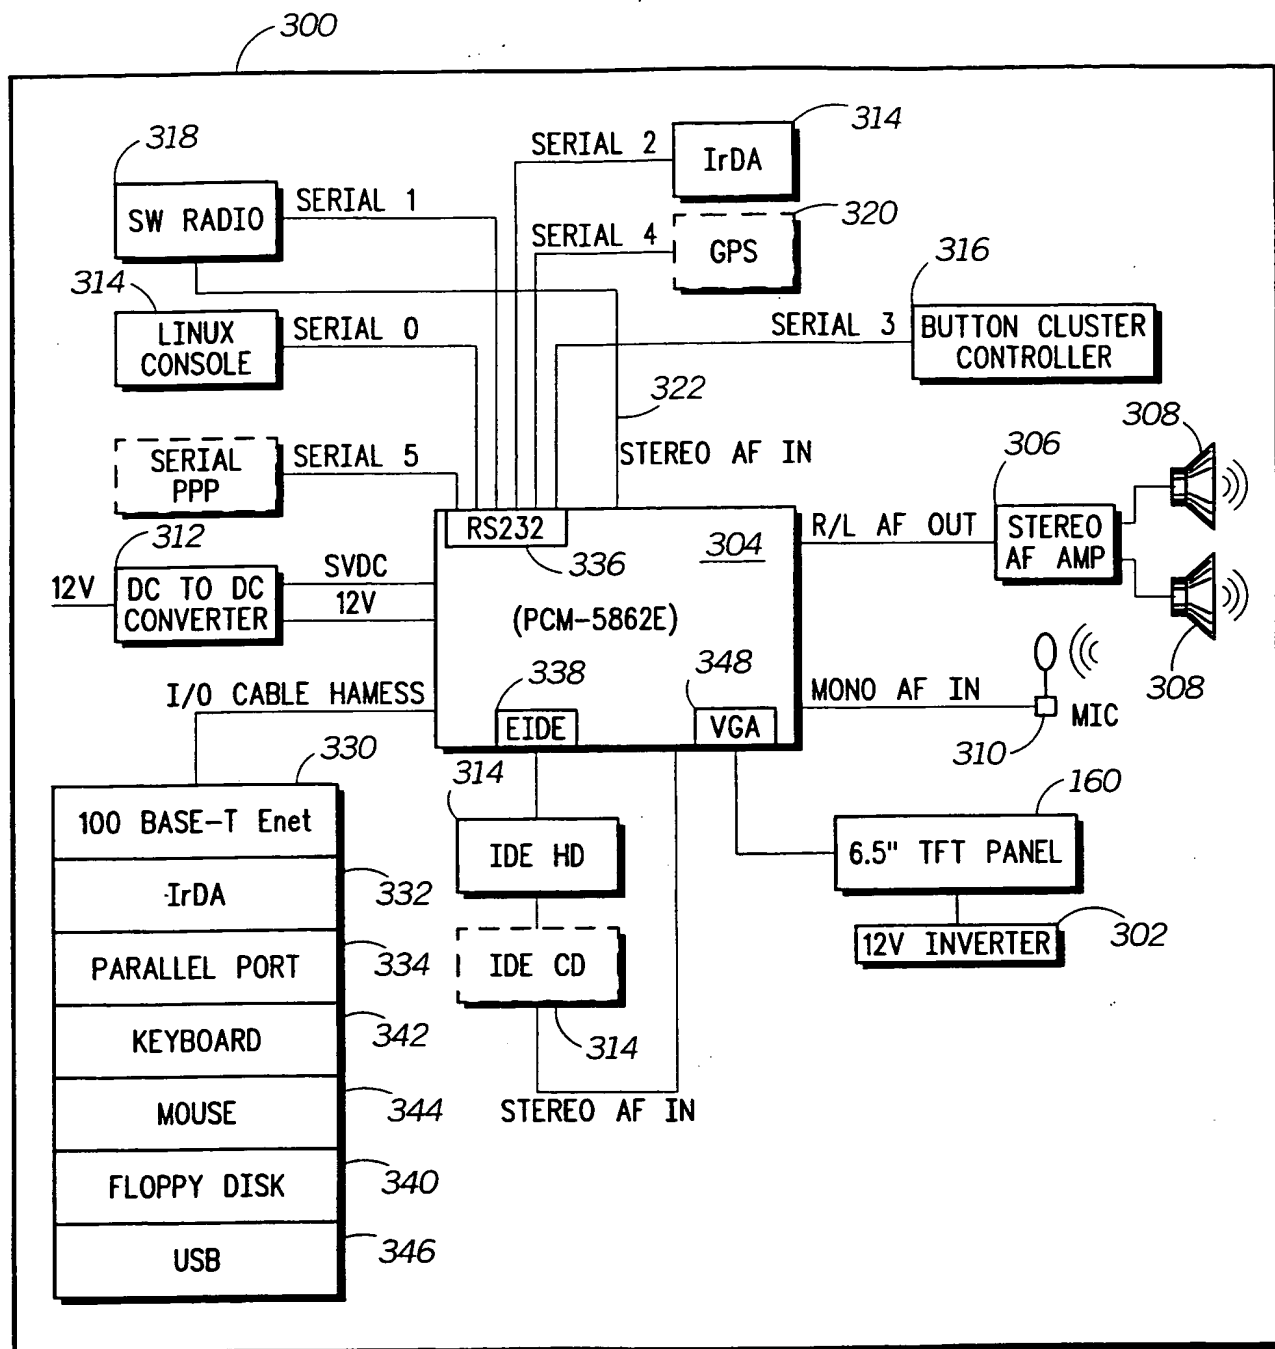 300
318
SERIAL 2
IrDA
314
SW RADIO
SERIAL 1
SERIAL 4
GPS
320
314
LINUX
CONSOLE
SERIAL 0
SERIAL 3
316
BUTTON CLUSTER
CONTROLLER
322
STEREO AF IN
SERIAL
PPP
SERIAL 5
308
306
312
RS232
336
304
R/L AF OUT
STEREO
AF AMP
12V
DC TO DC
CONVERTER
SVDC
12V
(PCM-5862E)
308
I/O CABLE HAMESS
338
348
EIDE
VGA
MONO AF IN
MIC
310
330
314
160
100 BASE-T Enet
IDE HD
6.5" TFT PANEL
IrDA
332
12V INVERTER
302
PARALLEL PORT
334
IDE CD
314
KEYBOARD
342
MOUSE
344
STEREO AF IN
FLOPPY DISK
340
USB
346